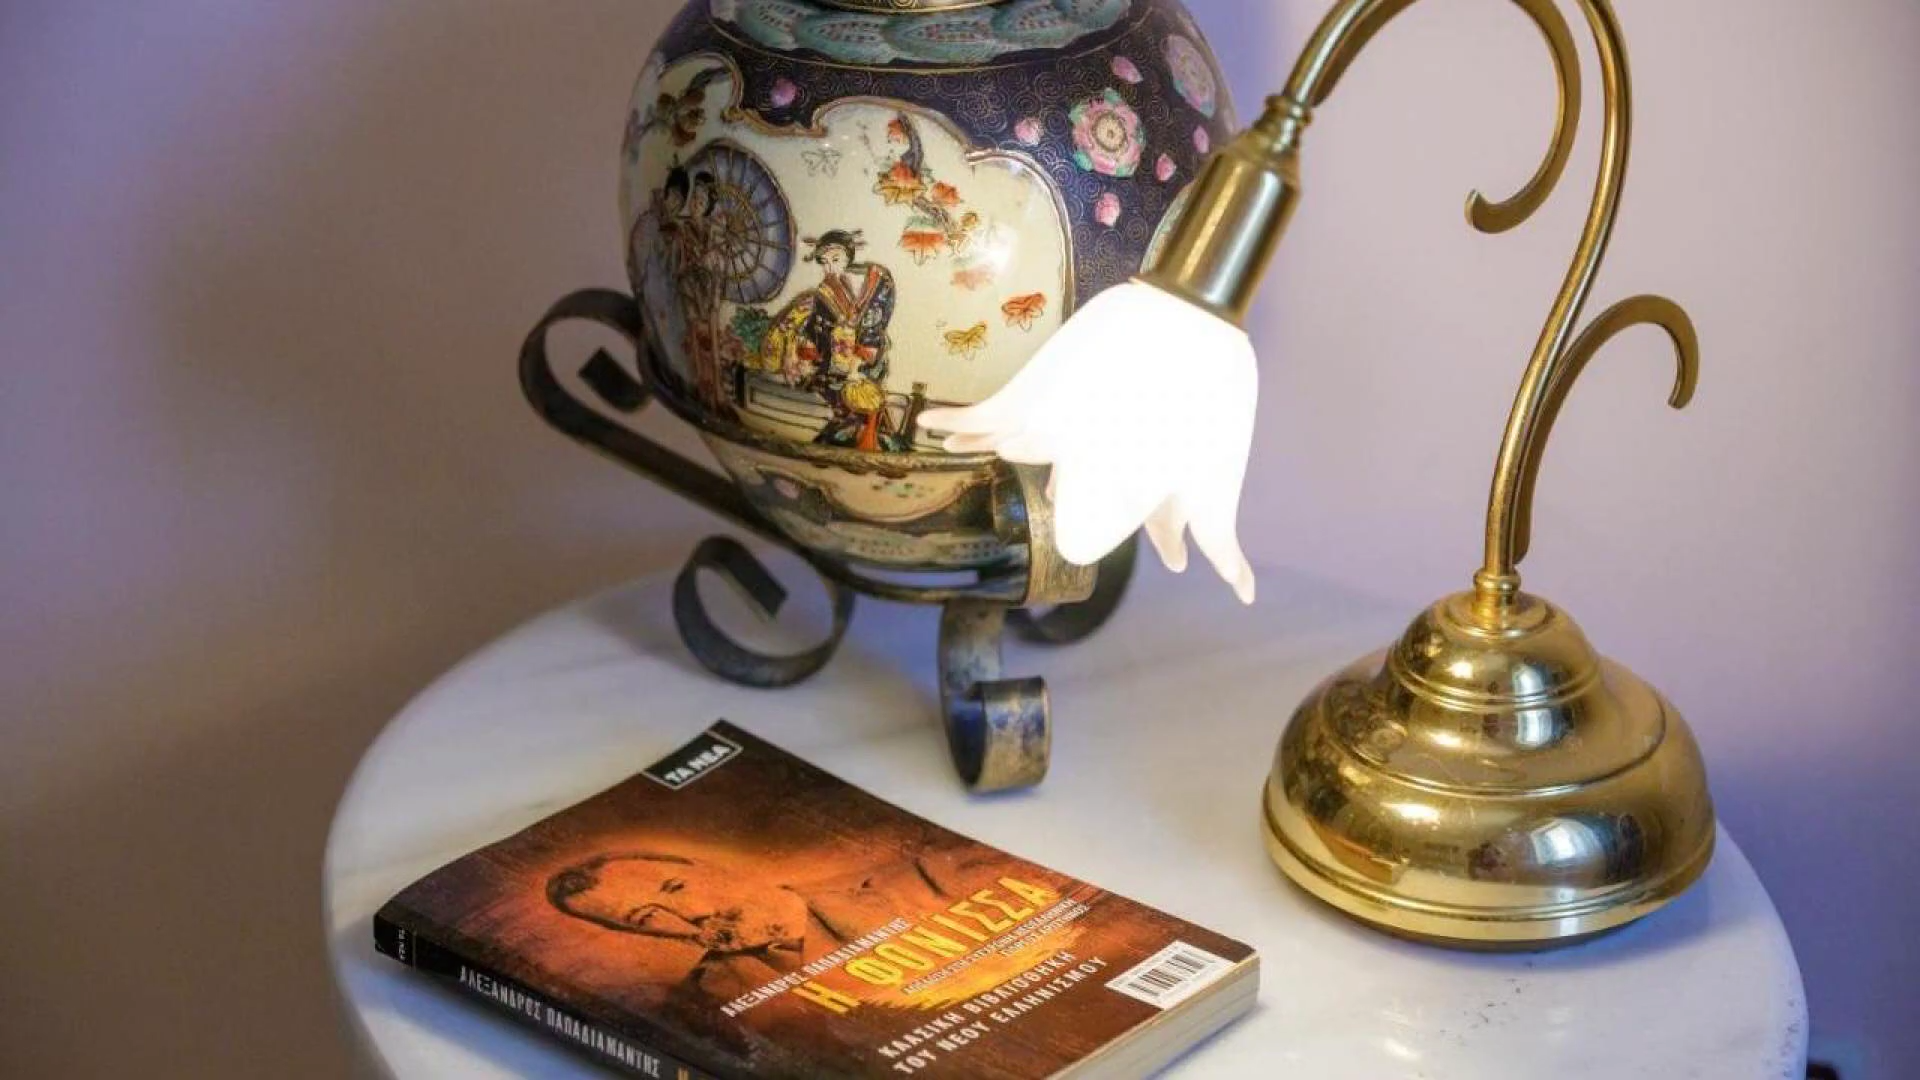 ΤΑ ΝΕΑ
ΑΛΕΞΑΝΔΡΟΣ ΠΑΠΑΔΙΑΜΑΝΤΗΣ
Η ΦΟΝΙΣΣΑ
ΚΛΑΣΙΚΗ ΒΙΒΛΙΟΘΗΚΗ
ΤΟΥ ΝΕΟΥ ΕΛΛΗΝΙΣΜΟΥ
ΑΛΕΞΑΝΔΡΟΣ ΠΑΠΑΔΙΑΜΑΝΤΗΣ Η